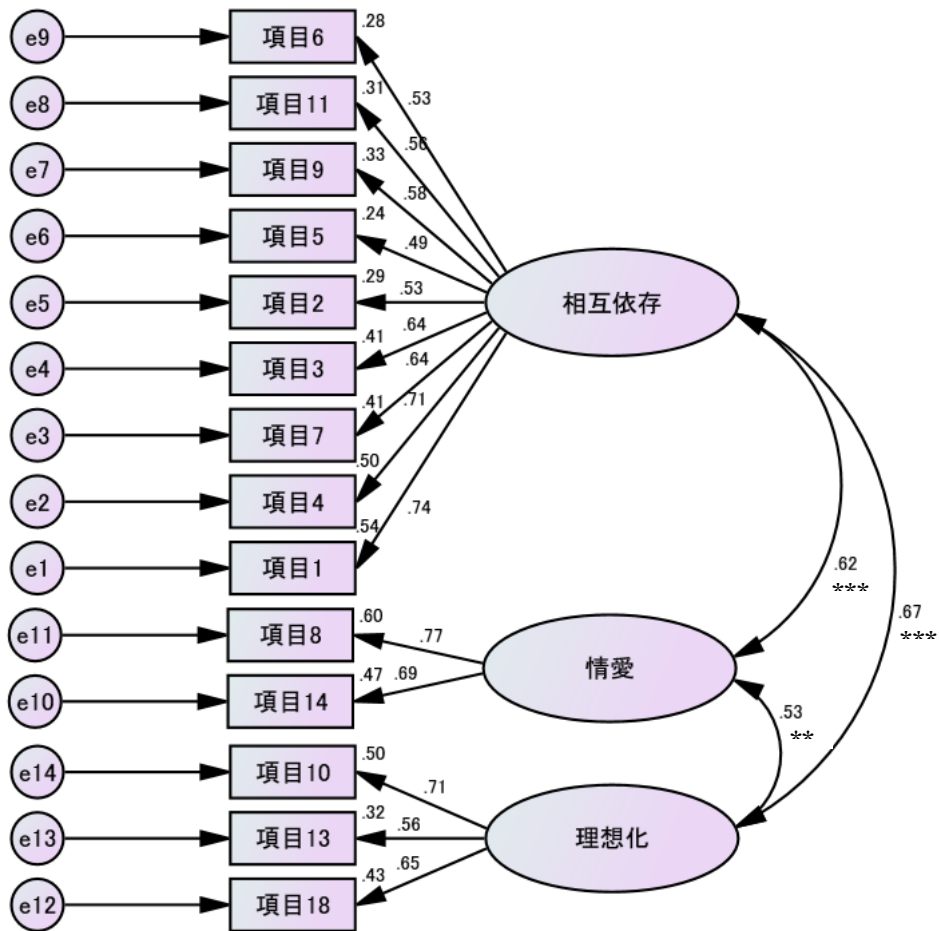 e9
項目6
.28
.53
e8
項目11
.31
.56
e7
項目9
.33
.58
e6
項目5
.24
.49
e5
項目2
.29
.53
相互依存
e4
項目3
.41
.64
e3
項目7
.41
.64
e2
項目4
.50
.71
e1
項目1
.54
.74
.62
***
.67
***
e11
項目8
.60
.77
情愛
e10
項目14
.47
.69
.53
**
e14
項目10
.50
.71
e13
項目13
.32
.56
理想化
e12
項目18
.43
.65